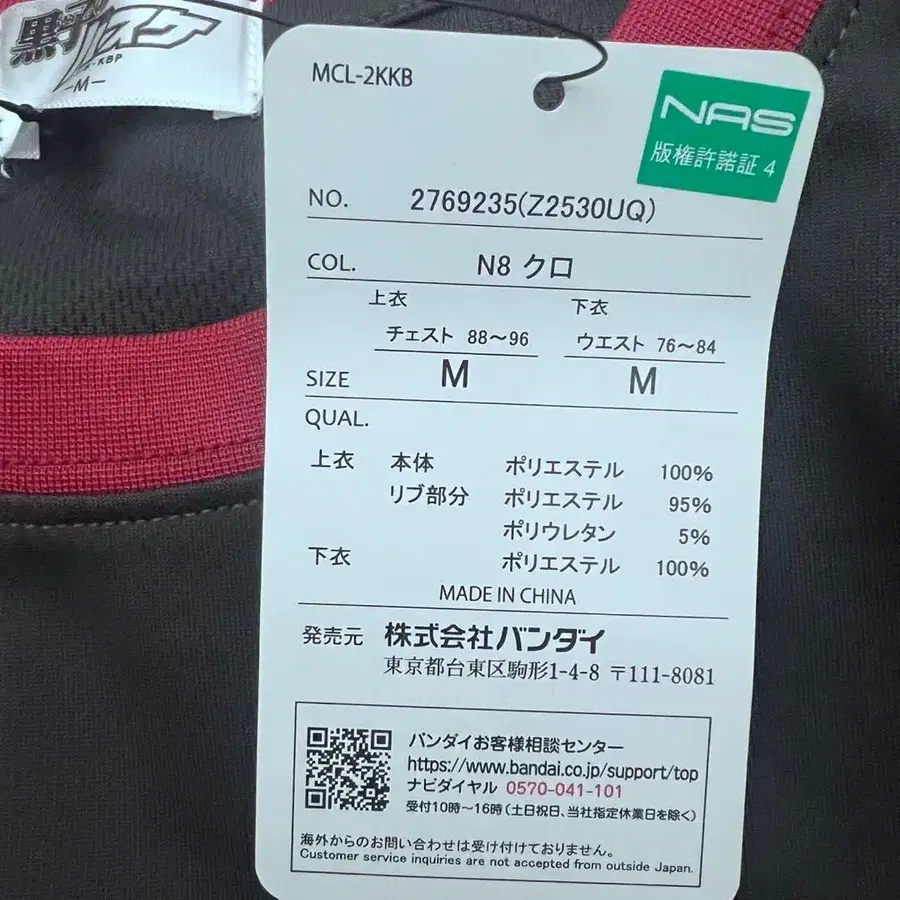 黒子のバスケ
-KBP
-M-
MCL-2KKB
NAS
版権許諾証 4
NO. 2769235(Z2530UQ)
COL. N8 クロ
上衣 下衣
チェスト 88～96 ウエスト 76～84
SIZE M M
QUAL.
上衣 本体 ポリエステル 100%
リブ部分 ポリエステル 95%
ポリウレタン 5%
下衣 ポリエステル 100%
MADE IN CHINA
発売元 株式会社バンダイ
東京都台東区駒形1-4-8 〒111-8081
バンダイお客様相談センター
https://www.bandai.co.jp/support/top
ナビダイヤル 0570-041-101
受付10時～16時(土日祝日、当社指定休業日を除く)
海外からのお問い合わせは受け付けておりません。
Customer service inquiries are not accepted from outside Japan.